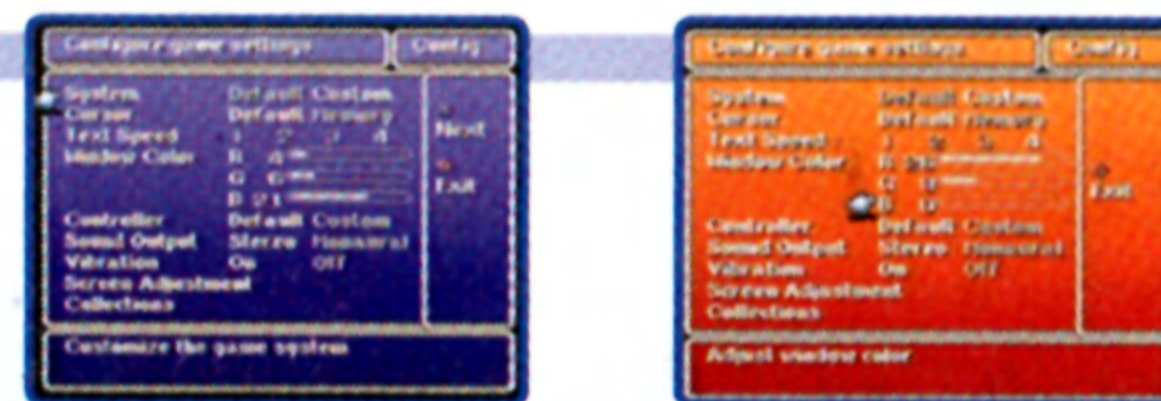 Configure game settings Config
System Default Custom
Cursor Default Memory
Text Speed 1 2 3 4
Window Color R 4
G 6
B 21
Controller Default Custom
Sound Output Stereo Monaural
Vibration On Off
Screen Adjustment
Collections
Next
Exit
Customize the game system
Configure game settings Config
System Default Custom
Cursor Default Memory
Text Speed 1 2 3 4
Window Color R
G
B
Controller Default Custom
Sound Output Stereo Monaural
Vibration On Off
Screen Adjustment
Collections
Exit
Adjust window color